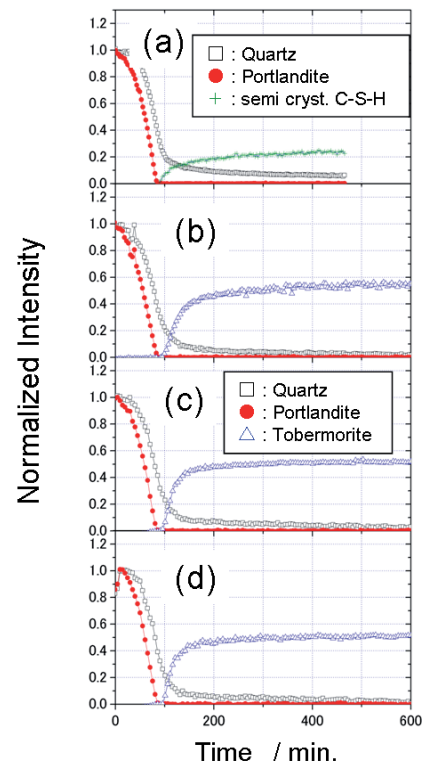 Normalized Intensity
(a)
□ : Quartz
● : Portlandite
+ : semi cryst. C-S-H
1.2
1.0
0.8
0.6
0.4
0.2
0.0
(b)
1.2
1.0
0.8
0.6
0.4
0.2
0.0
(c)
□ : Quartz
● : Portlandite
△ : Tobermorite
1.2
1.0
0.8
0.6
0.4
0.2
0.0
(d)
1.2
1.0
0.8
0.6
0.4
0.2
0.0
0 200 400 600
Time / min.